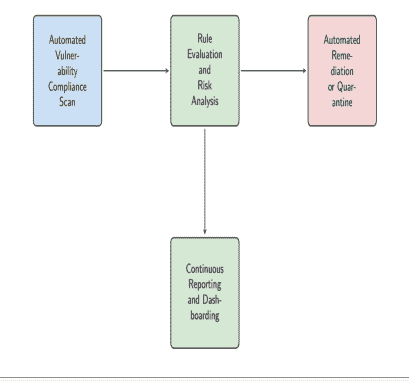 Automated
Vulner-
ability
Compliance
Scan
Rule
Evaluation
and
Risk
Analysis
Automated
Reme-
diation
or Quar-
antine
Continuous
Reporting
and Dash-
boarding